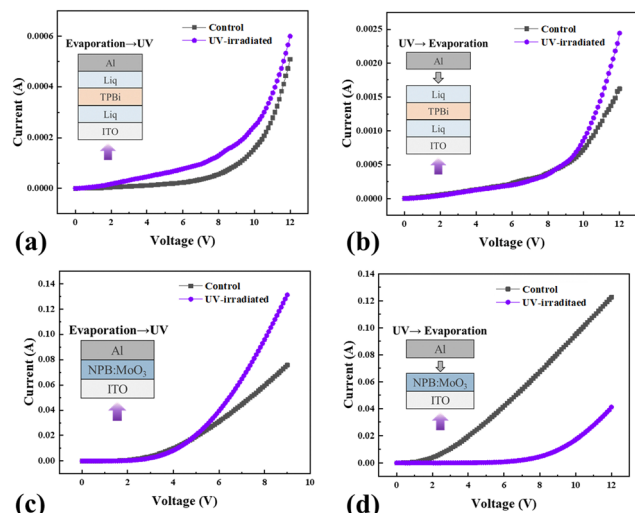 0.0006
0.0004
0.0002
0.0000
Current (A)
Control
UV-irradiated
Evaporation→UV
Al
Liq
TPBi
Liq
ITO
0 2 4 6 8 10 12
Voltage (V)
(a)
0.0025
0.0020
0.0015
0.0010
0.0005
0.0000
Current (A)
Control
UV-irradiated
UV→ Evaporation
Al
Liq
TPBi
Liq
ITO
0 2 4 6 8 10 12
Voltage (V)
(b)
0.14
0.12
0.10
0.08
0.06
0.04
0.02
0.00
Current (A)
Control
UV-irradiated
Evaporation→UV
Al
NPB:MoO₃
ITO
0 2 4 6 8 10
Voltage (V)
(c)
0.14
0.12
0.10
0.08
0.06
0.04
0.02
0.00
Current (A)
Control
UV-irraditaed
UV→ Evaporation
Al
NPB:MoO₃
ITO
0 2 4 6 8 10 12
Voltage (V)
(d)